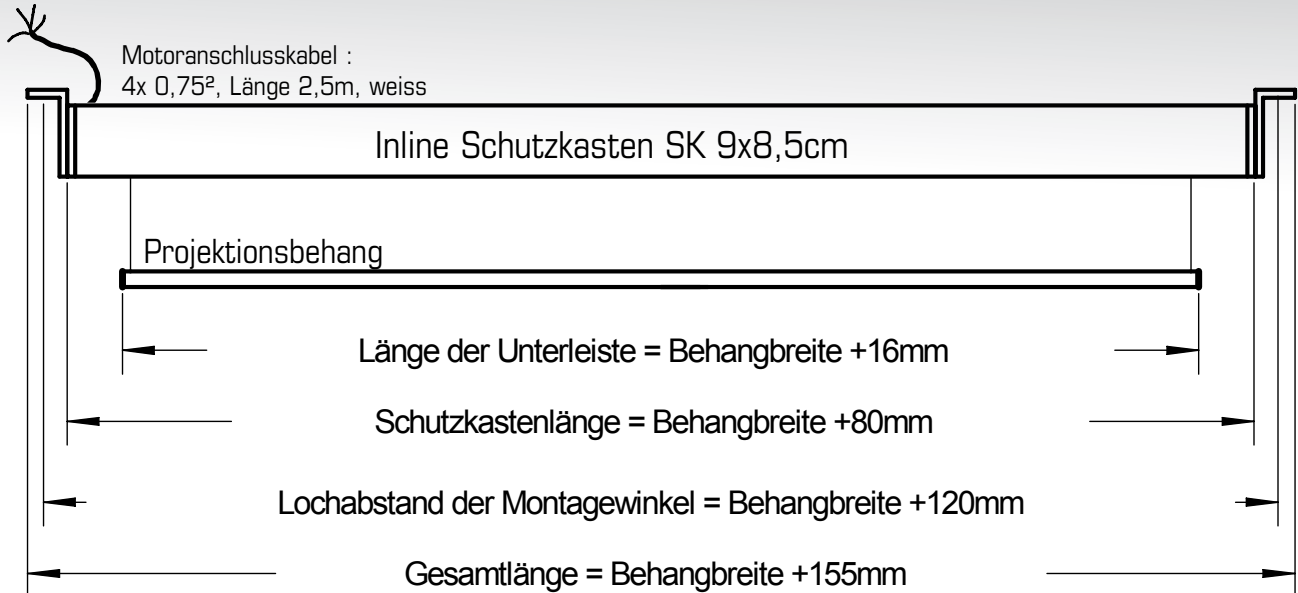 Motoranschlusskabel :
4x 0,75², Länge 2,5m, weiss
Inline Schutzkasten SK 9x8,5cm
Projektionsbehang
Länge der Unterleiste = Behangbreite +16mm
Schutzkastenlänge = Behangbreite +80mm
Lochabstand der Montagewinkel = Behangbreite +120mm
Gesamtlänge = Behangbreite +155mm